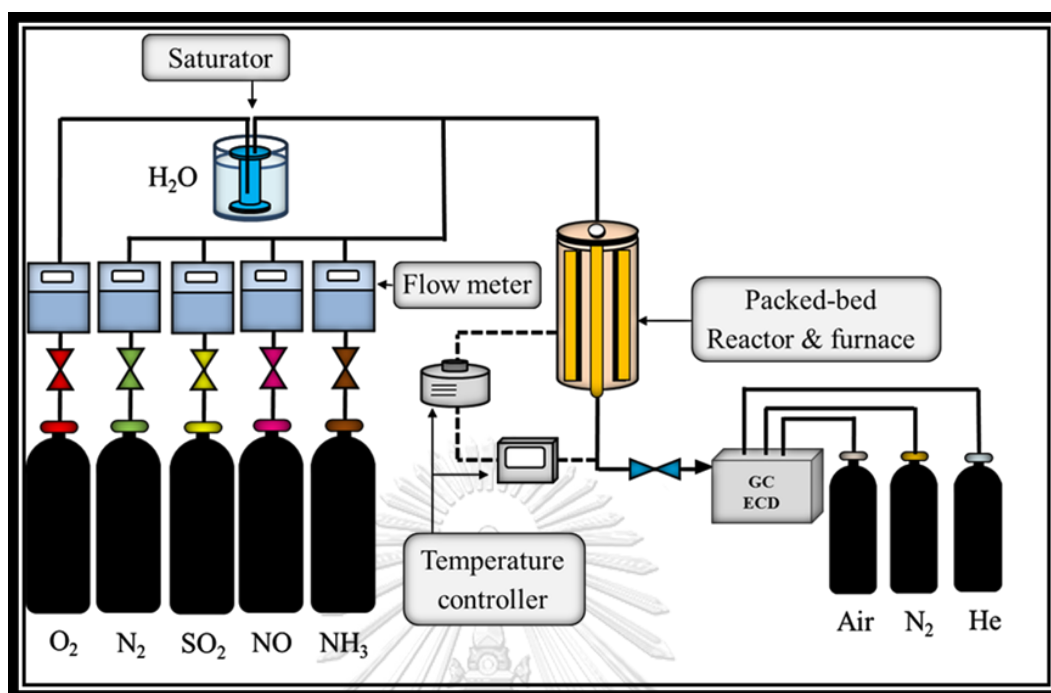 Saturator
H₂O
Flow meter
Packed-bed
Reactor & furnace
GC
ECD
Temperature
controller
O₂ N₂ SO₂ NO NH₃
Air N₂ He